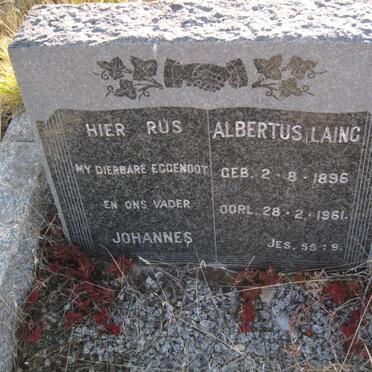 HIER RUS ALBERTUS LAING
MY DIERBARE EGGENOOT GEB. 2-8-1896
EN ONS VADER OORL. 28-2-1961.
JOHANNES JES. 55:9.